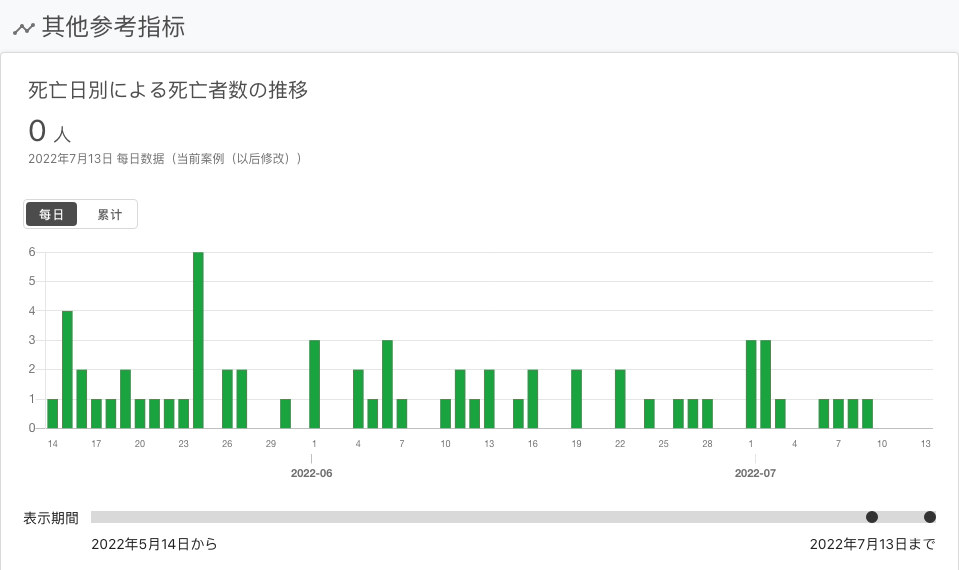 其他参考指标
死亡日別による死亡者数の推移
0 人
2022年7月13日 每日数据（当前案例（以后修改））
每日 累计
6
5
4
3
2
1
0
14 17 20 23 26 29 1 4 7 10 13 16 19 22 25 28 1 4 7 10 13
2022-06 2022-07
表示期間
2022年5月14日から 2022年7月13日まで